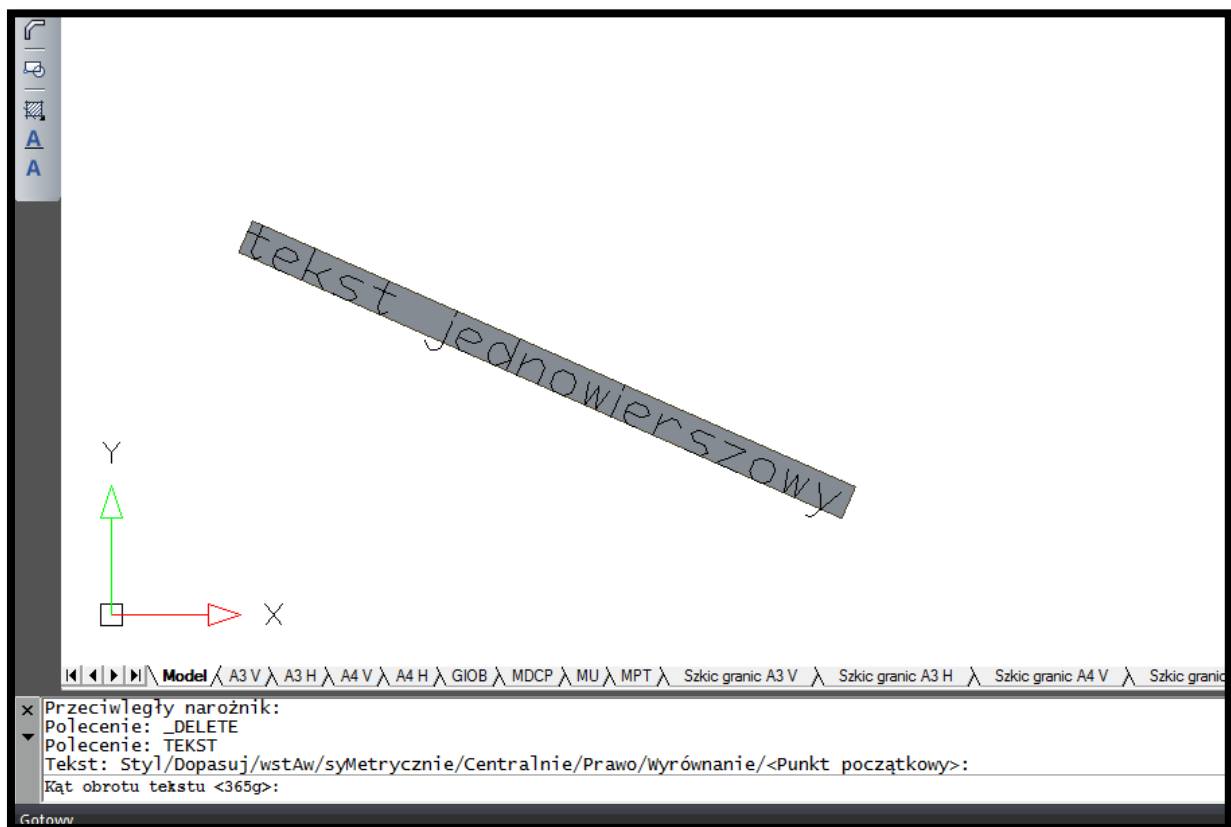 A
A
tekst jednowierszowy
Y
X
Model A3 V A3 H A4 V A4 H GIOB MDCP MU MPT Szkic granic A3 V Szkic granic A3 H Szkic granic A4 V Szkic granic
Przeciwległy narożnik:
Polecenie: _DELETE
Polecenie: TEKST
Tekst: Styl/Dopasuj/wstAw/syMetrycznie/Centralnie/Prawo/Wyrównanie/<Punkt początkowy>:
Kąt obrotu tekstu <365g>:
Gotowy